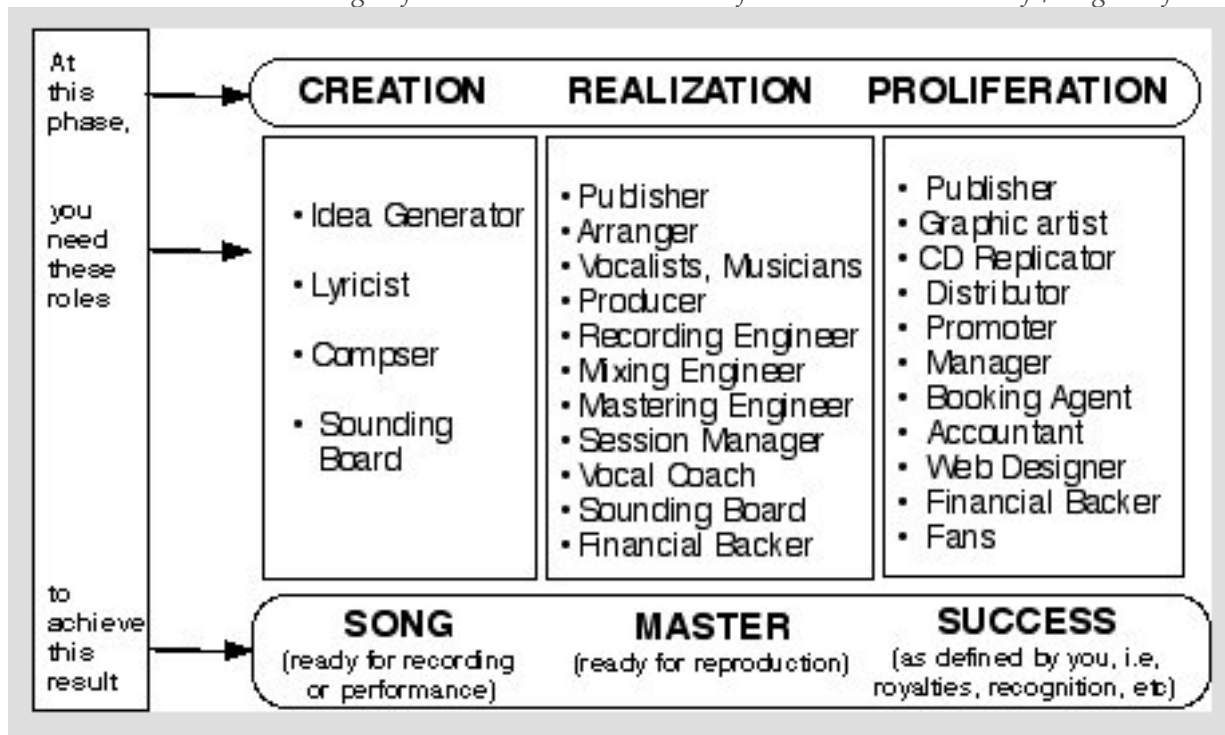 At
this
phase,
CREATION
REALIZATION
PROLIFERATION
you
need
these
roles
• Idea Generator
• Lyricist
• Compser
• Sounding
Board
• Publisher
• Arranger
• Vocalists, Musicians
• Producer
• Recording Engineer
• Mixing Engineer
• Mastering Engineer
• Session Manager
• Vocal Coach
• Sounding Board
• Financial Backer
• Publisher
• Graphic artist
• CD Replicator
• Distributor
• Promoter
• Manager
• Booking Agent
• Accountant
• Web Designer
• Financial Backer
• Fans
to
achieve
this
result
SONG
(ready for recording
or performance)
MASTER
(ready for reproduction)
SUCCESS
(as defined by you, i.e,
royalties, recognition, etc)